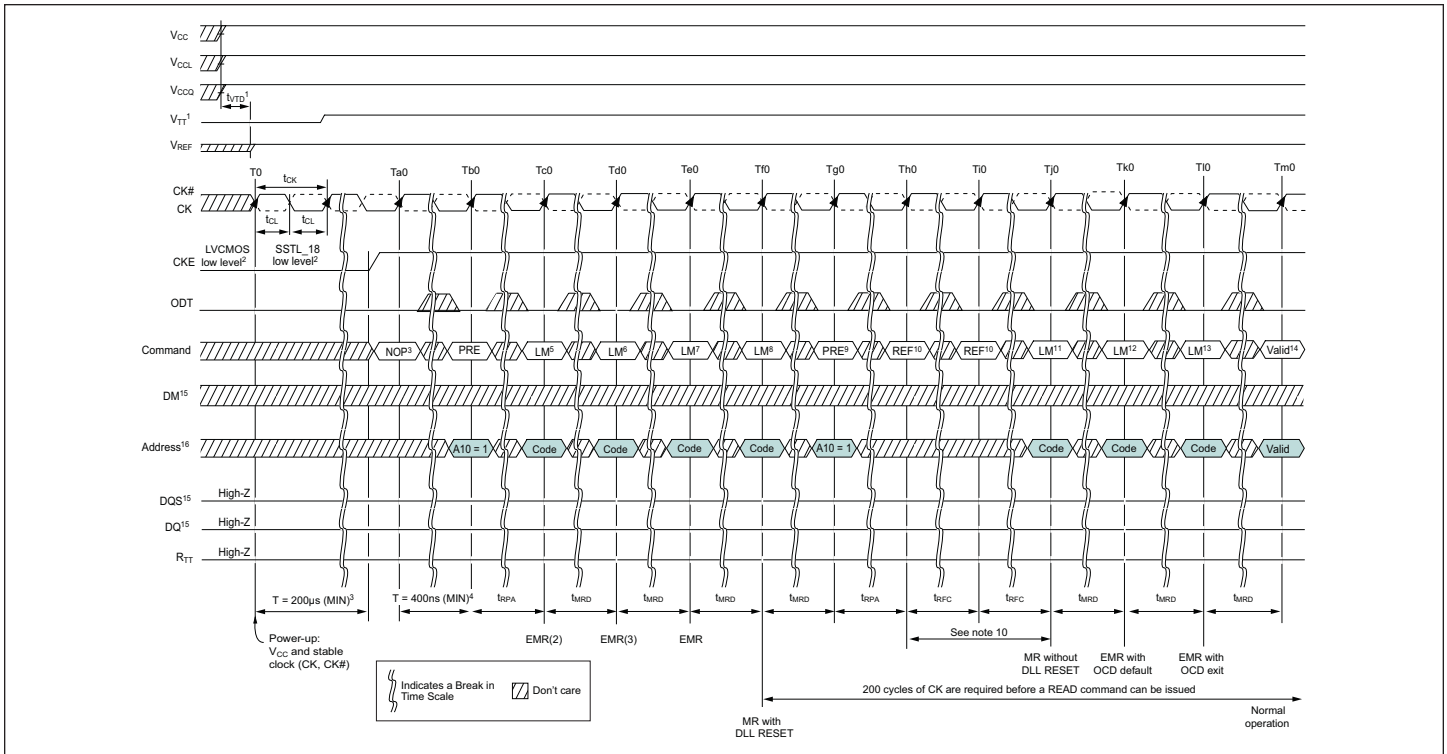 VCC
VCCL
VCCQ
tVTD1
VTT1
VREF
T0 Ta0 Tb0 Tc0 Td0 Te0 Tf0 Tg0 Th0 Ti0 Tj0 Tk0 Tl0 Tm0
tCK
CK#
CK
tCL tCL
LVCMOS low level2
SSTL_18 low level2
CKE
ODT
Command NOP3 PRE LM5 LM6 LM7 LM8 PRE9 REF10 REF10 LM11 LM12 LM13 Valid14
DM15
Address16 A10 = 1 Code Code Code Code A10 = 1 Code Code Code Valid
DQS15 High-Z
DQ15 High-Z
RTT High-Z
T = 200µs (MIN)3 T = 400ns (MIN)4 tRPA tMRD tMRD tMRD tMRD tRPA tRFC tRFC tMRD tMRD tMRD
Power-up:
VCC and stable
clock (CK, CK#)
EMR(2) EMR(3) EMR
See note 10
MR without
DLL RESET
EMR with
OCD default
EMR with
OCD exit
Indicates a Break in
Time Scale
Don't care
200 cycles of CK are required before a READ command can be issued
MR with
DLL RESET
Normal
operation